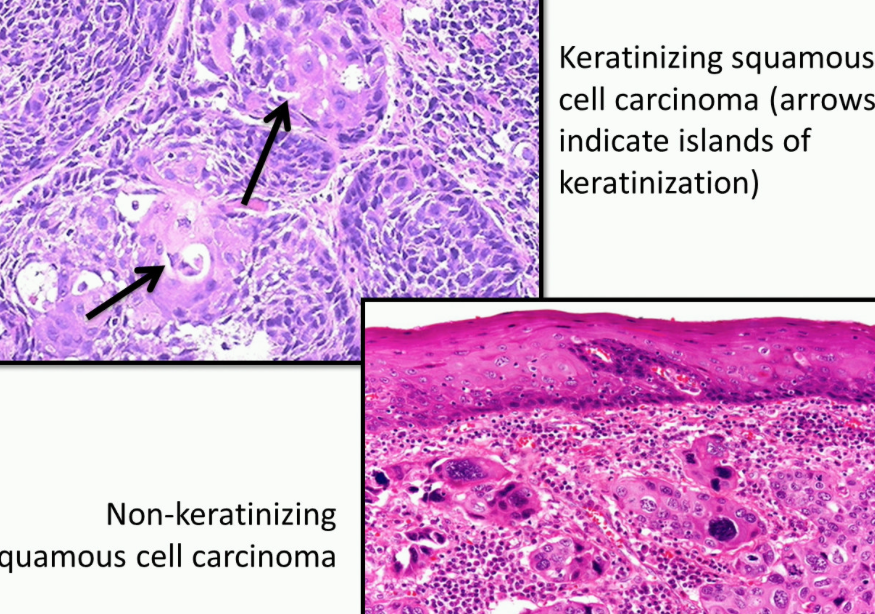 Keratinizing squamous
cell carcinoma (arrows
indicate islands of
keratinization)
Non-keratinizing
quamous cell carcinoma